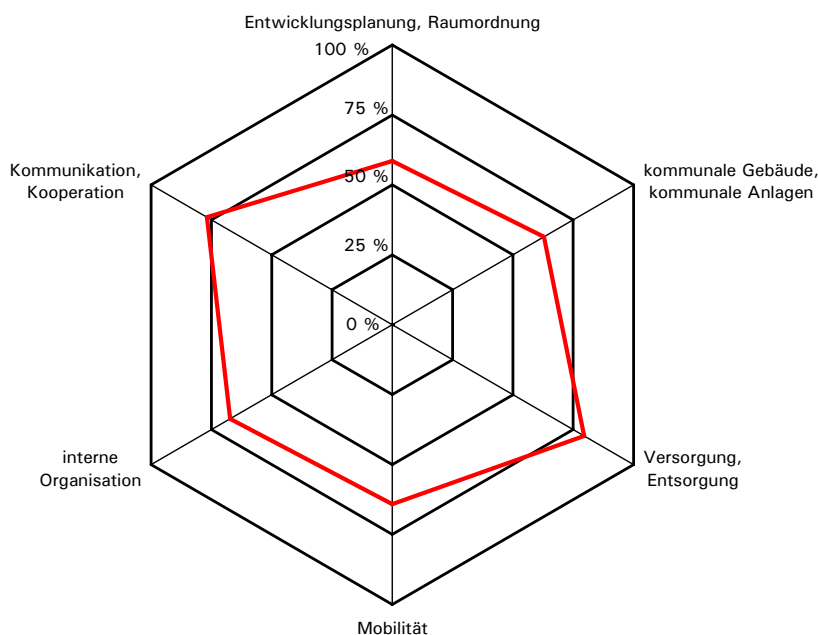 Entwicklungsplanung, Raumordnung
100 %
75 %
50 %
25 %
0 %
kommunale Gebäude,
kommunale Anlagen
Versorgung,
Entsorgung
Mobilität
interne
Organisation
Kommunikation,
Kooperation